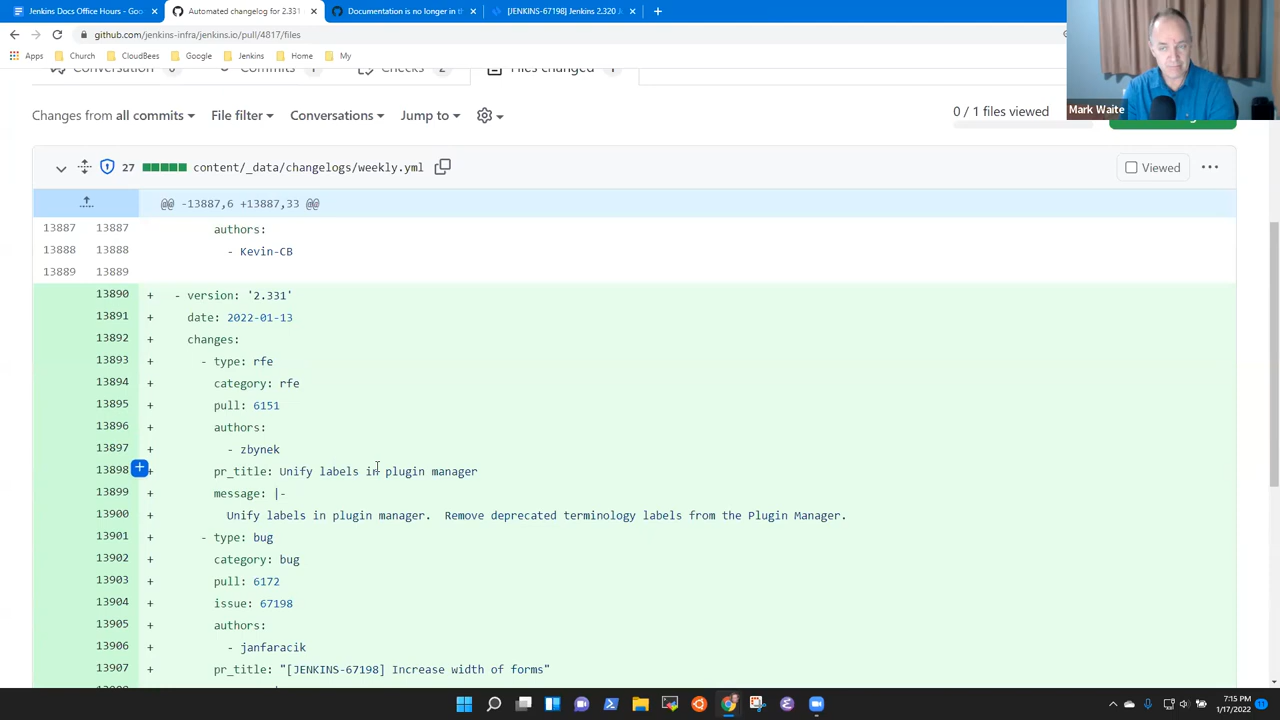 Jenkins Docs Office Hours - Goo
Automated changelog for 2.331
Documentation is no longer in th
[JENKINS-67198] Jenkins 2.320 J
github.com/jenkins-infra/jenkins.io/pull/4817/files
Apps
Church
CloudBees
Google
Jenkins
Home
My
Mark Waite
Conversation
Commits
Checks 2
Files changed
Changes from all commits
File filter
Conversations
Jump to
0 / 1 files viewed
27 content/_data/changelogs/weekly.yml
Viewed
@@ -13887,6 +13887,33 @@
13887 13887 authors:
13888 13888 - Kevin-CB
13889 13889
13890 + - version: '2.331'
13891 + date: 2022-01-13
13892 + changes:
13893 + - type: rfe
13894 + category: rfe
13895 + pull: 6151
13896 + authors:
13897 + - zbynek
13898 + pr_title: Unify labels in plugin manager
13899 + message: |-
13900 + Unify labels in plugin manager. Remove deprecated terminology labels from the Plugin Manager.
13901 + - type: bug
13902 + category: bug
13903 + pull: 6172
13904 + issue: 67198
13905 + authors:
13906 + - janfaracik
13907 + pr_title: "[JENKINS-67198] Increase width of forms"
7:15 PM
1/17/2022